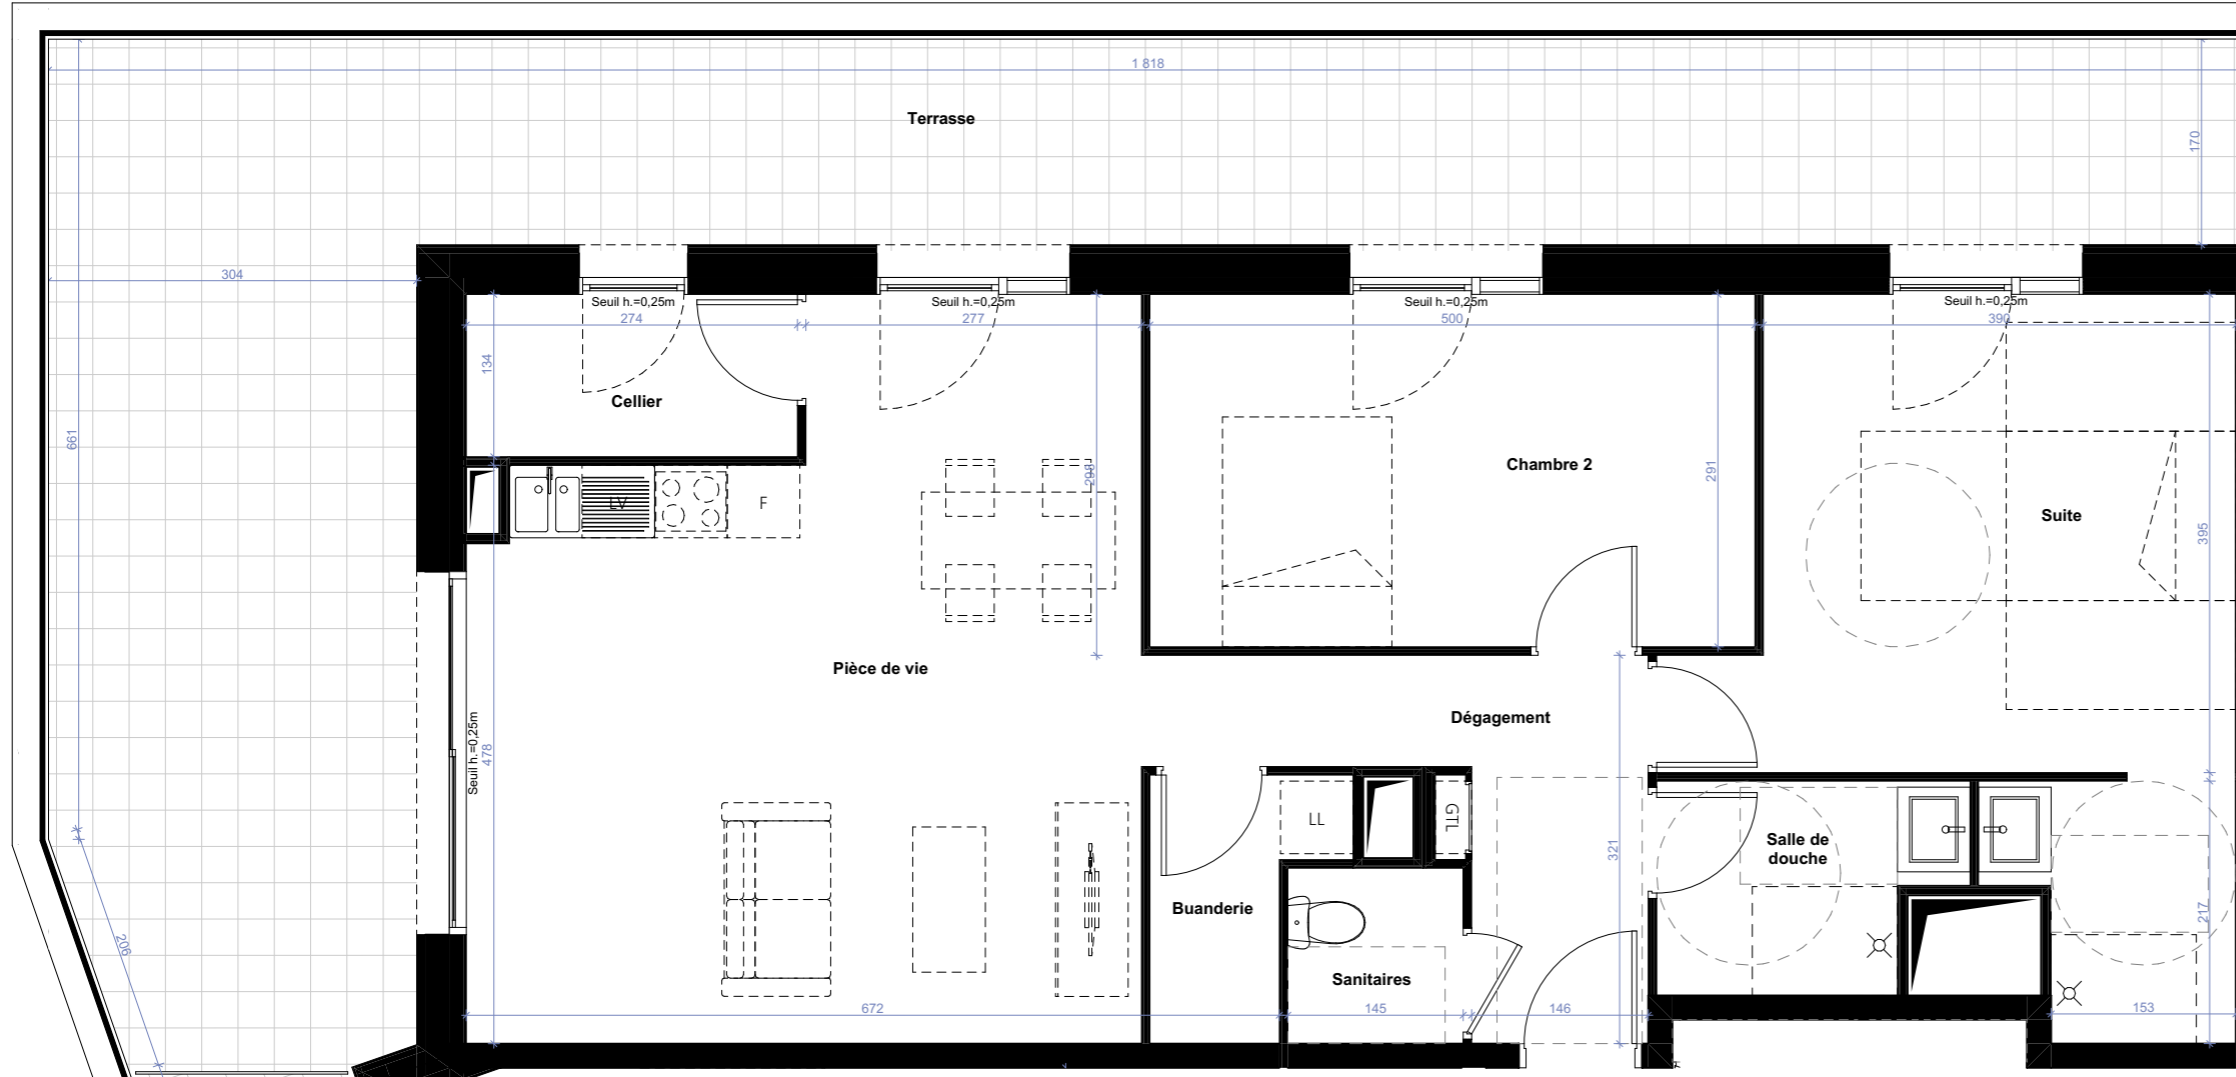 1 818
Terrasse
170
304
Seuil h.=0,25m
Seuil h.=0,25m
Seuil h.=0,25m
Seuil h.=0,25m
274
277
500
390
134
Cellier
661
LV
F
298
Chambre 2
291
Suite
395
Pièce de vie
Dégagement
Seuil h.=0,25m
478
LL
GTL
321
Salle de
douche
Buanderie
217
206
Sanitaires
672
145
146
153